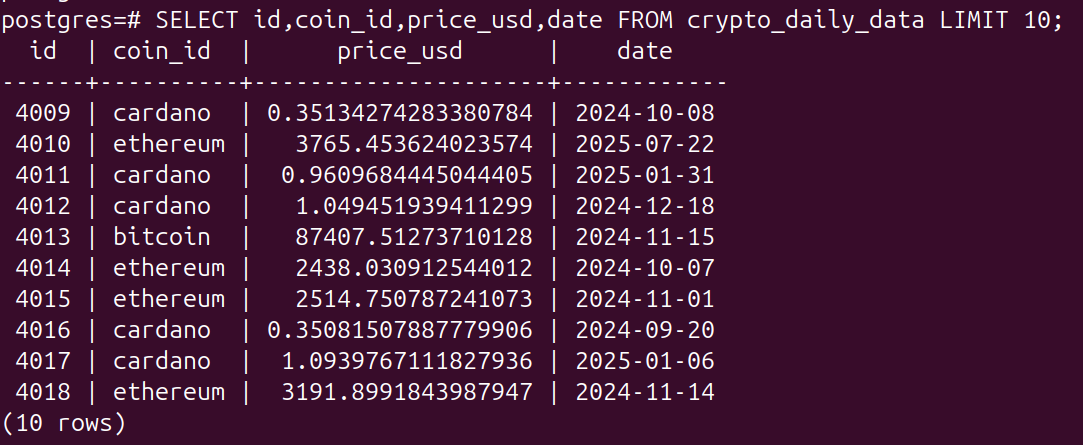 postgres=# SELECT id,coin_id,price_usd,date FROM crypto_daily_data LIMIT 10;
  id  | coin_id  |      price_usd      |    date
------+----------+---------------------+------------
 4009 | cardano  | 0.35134274283380784 | 2024-10-08
 4010 | ethereum |   3765.453624023574 | 2025-07-22
 4011 | cardano  |  0.9609684445044405 | 2025-01-31
 4012 | cardano  |   1.049451939411299 | 2024-12-18
 4013 | bitcoin  |   87407.51273710128 | 2024-11-15
 4014 | ethereum |   2438.030912544012 | 2024-10-07
 4015 | ethereum |   2514.750787241073 | 2024-11-01
 4016 | cardano  | 0.35081507887779906 | 2024-09-20
 4017 | cardano  |  1.0939767111827936 | 2025-01-06
 4018 | ethereum |  3191.8991843987947 | 2024-11-14
(10 rows)